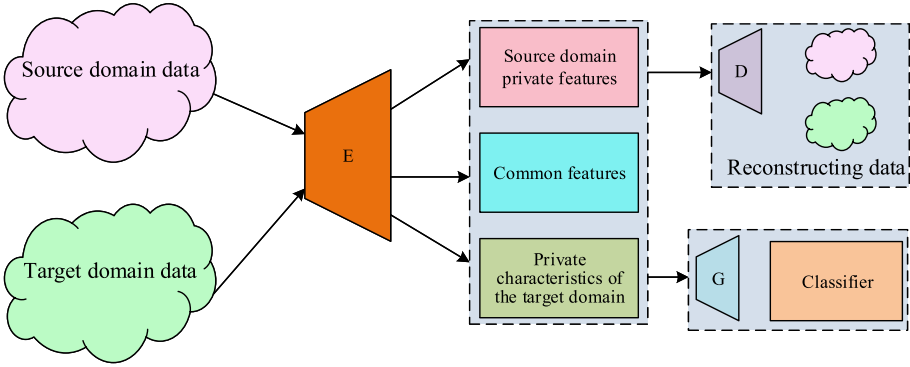 Source domain data
Target domain data
E
Source domain
private features
Common features
Private
characteristics of
the target domain
D
Reconstructing data
G
Classifier